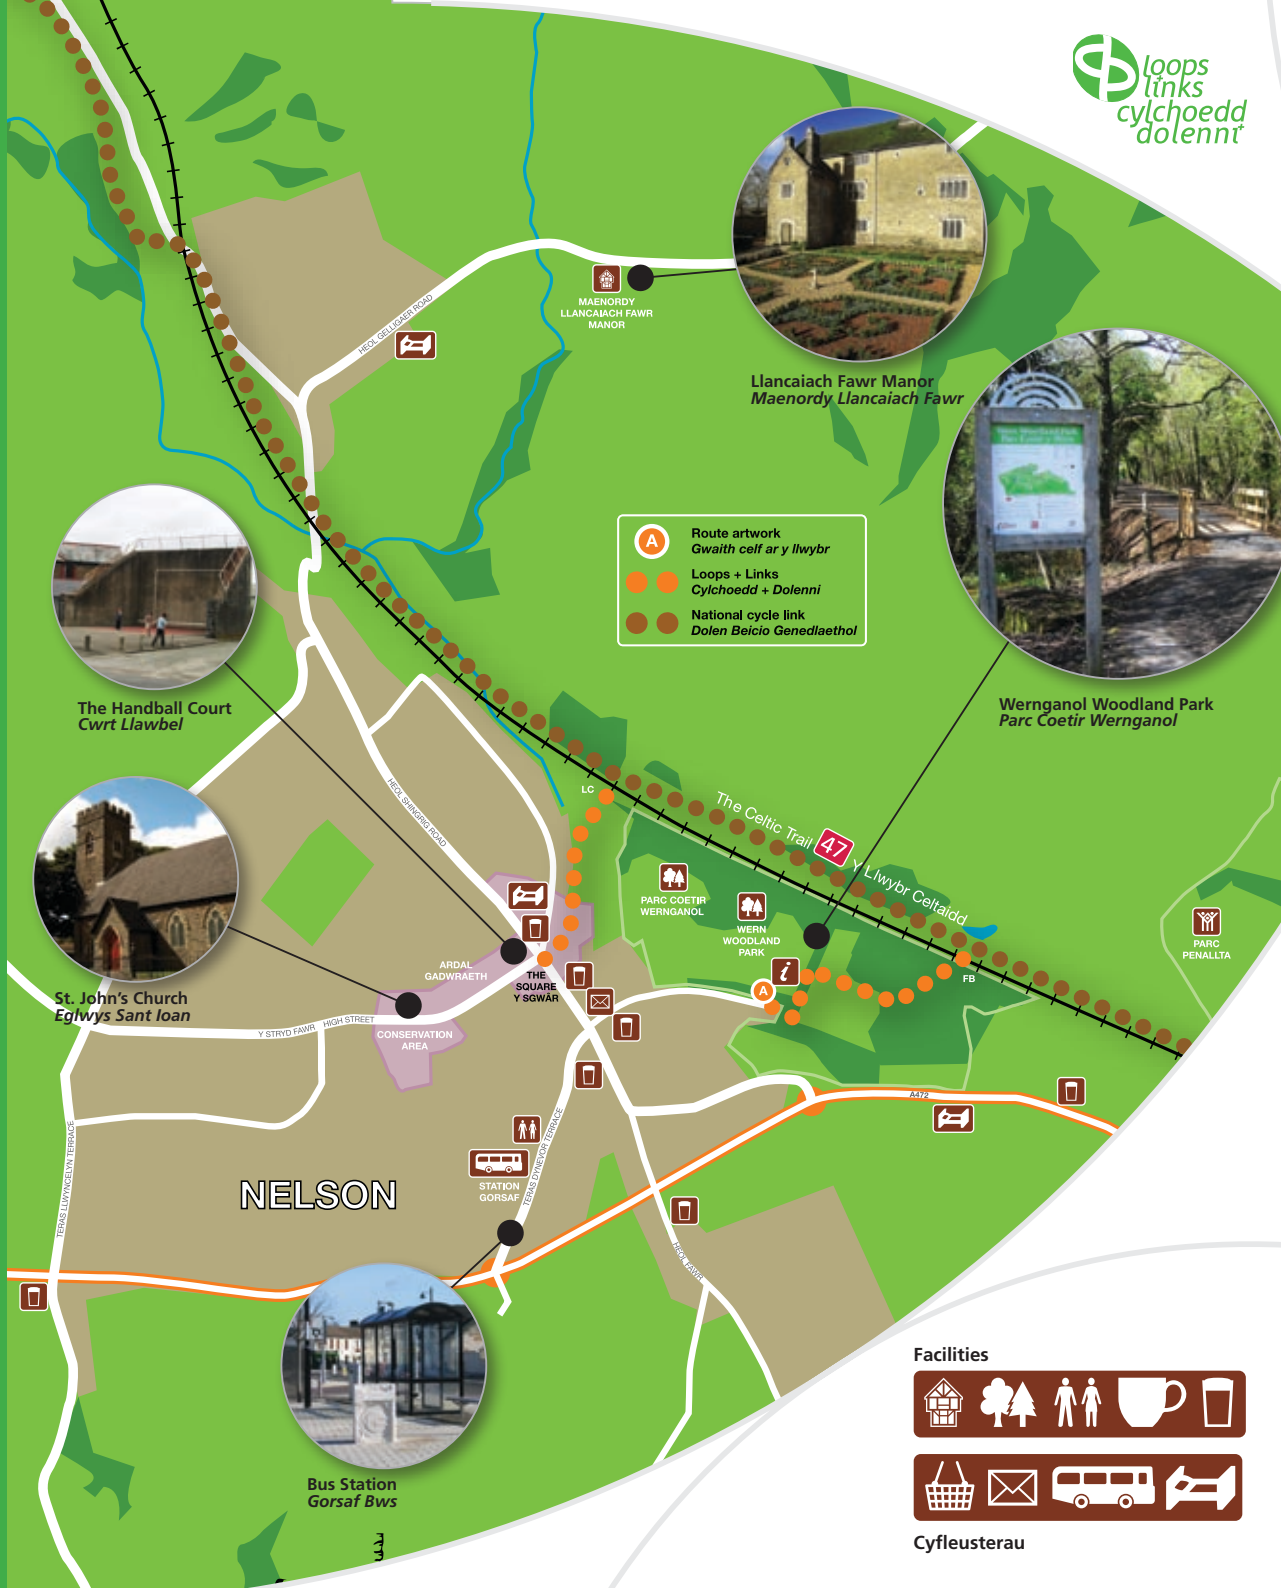 loops
links
cylchoedd
dolenni+
HEOL GELLIGAER ROAD
MAENORDY
LLANCAIACH FAWR
MANOR
Llancaiach Fawr Manor
Maenordy Llancaiach Fawr
A
Route artwork
Gwaith celf ar y llwybr
Loops + Links
Cylchoedd + Dolenni
National cycle link
Dolen Beicio Genedlaethol
Wernganol Woodland Park
Parc Coetir Wernganol
The Handball Court
Cwrt Llawbel
HEOL SHINGRIG ROAD
LC
The Celtic Trail 47 Y Llwybr Celtaidd
PARC COETIR
WERNGANOL
WERN
WOODLAND
PARK
PARC
PENALLTA
ARDAL
GADWRAETH
THE
SQUARE
Y SGWÂR
i
A
FB
St. John's Church
Eglwys Sant Ioan
Y STRYD FAWR HIGH STREET
CONSERVATION
AREA
A472
TERAS LLWYNCELYN TERRACE
TERAS DYNEVOR TERRACE
STATION
GORSAF
NELSON
HEOL FAWR
Bus Station
Gorsaf Bws
Facilities
Cyfleusterau